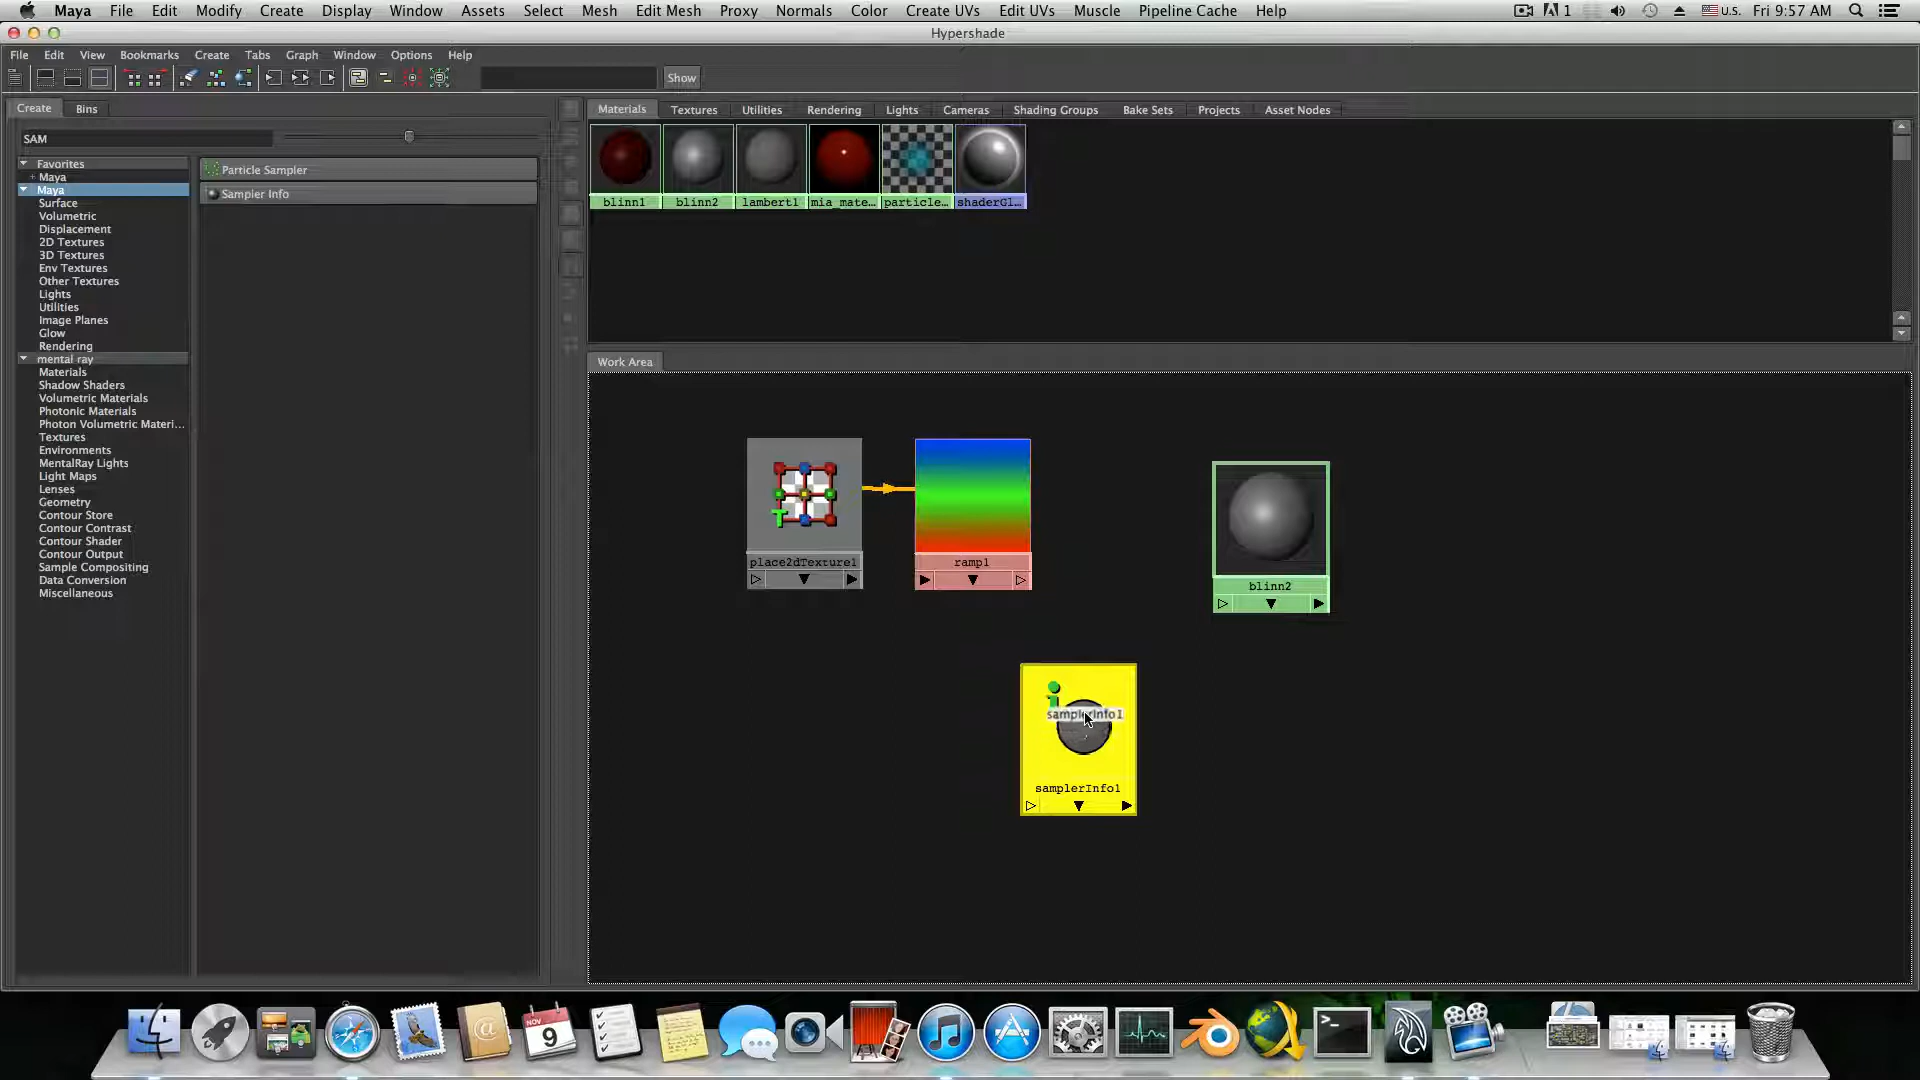 Maya File Edit Modify Create Display Window Assets Select Mesh Edit Mesh Proxy Normals Color Create UVs Edit UVs Muscle Pipeline Cache Help 1 U.S. Fri 9:57 AM
Hypershade
File Edit View Bookmarks Create Tabs Graph Window Options Help
Show
Create Bins
Materials Textures Utilities Rendering Lights Cameras Shading Groups Bake Sets Projects Asset Nodes
SAM
Favorites
Maya
Maya
Surface
Volumetric
Displacement
2D Textures
3D Textures
Env Textures
Other Textures
Lights
Utilities
Image Planes
Glow
Rendering
mental ray
Materials
Shadow Shaders
Volumetric Materials
Photonic Materials
Photon Volumetric Materi...
Textures
Environments
MentalRay Lights
Light Maps
Lenses
Geometry
Contour Store
Contour Contrast
Contour Shader
Contour Output
Sample Compositing
Data Conversion
Miscellaneous
Particle Sampler
Sampler Info
blinn1 blinn2 lambert1 mia_mate... particle... shaderGl...
Work Area
place2dTexture1
ramp1
blinn2
samplerInfo1
samplerInfo1
NOV
9